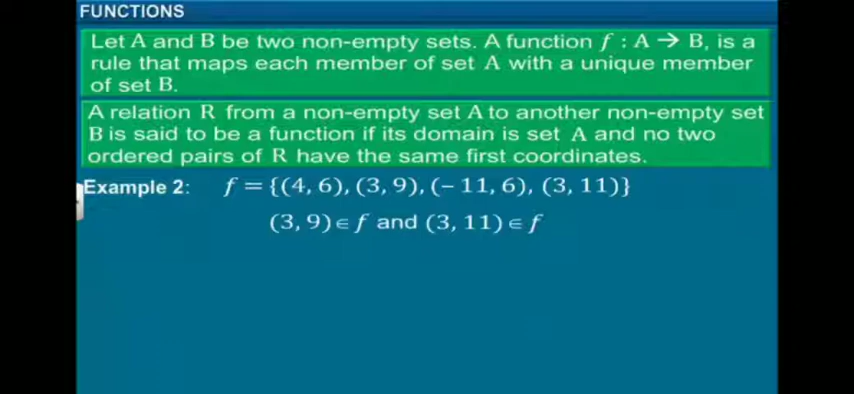 FUNCTIONS
Let A and B be two non-empty sets. A function f : A → B, is a
rule that maps each member of set A with a unique member
of set B.
A relation R from a non-empty set A to another non-empty set
B is said to be a function if its domain is set A and no two
ordered pairs of R have the same first coordinates.
Example 2: f = {(4, 6), (3, 9), (− 11, 6), (3, 11)}
(3, 9) ∈ f and (3, 11) ∈ f